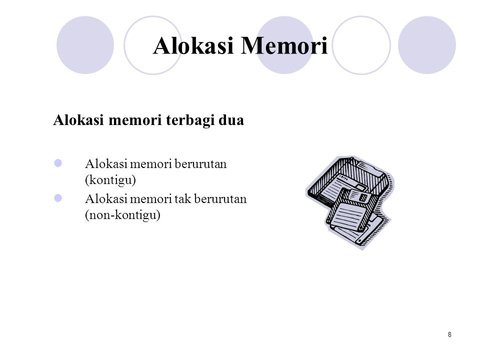 Alokasi Memori
Alokasi memori terbagi dua
Alokasi memori berurutan
(kontigu)
Alokasi memori tak berurutan
(non-kontigu)
8